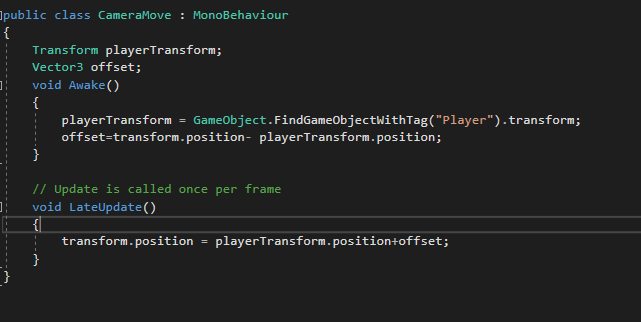 public class CameraMove : MonoBehaviour
{
    Transform playerTransform;
    Vector3 offset;
    void Awake()
    {
        playerTransform = GameObject.FindGameObjectWithTag("Player").transform;
        offset=transform.position- playerTransform.position;
    }

    // Update is called once per frame
    void LateUpdate()
    {
        transform.position = playerTransform.position+offset;
    }
}